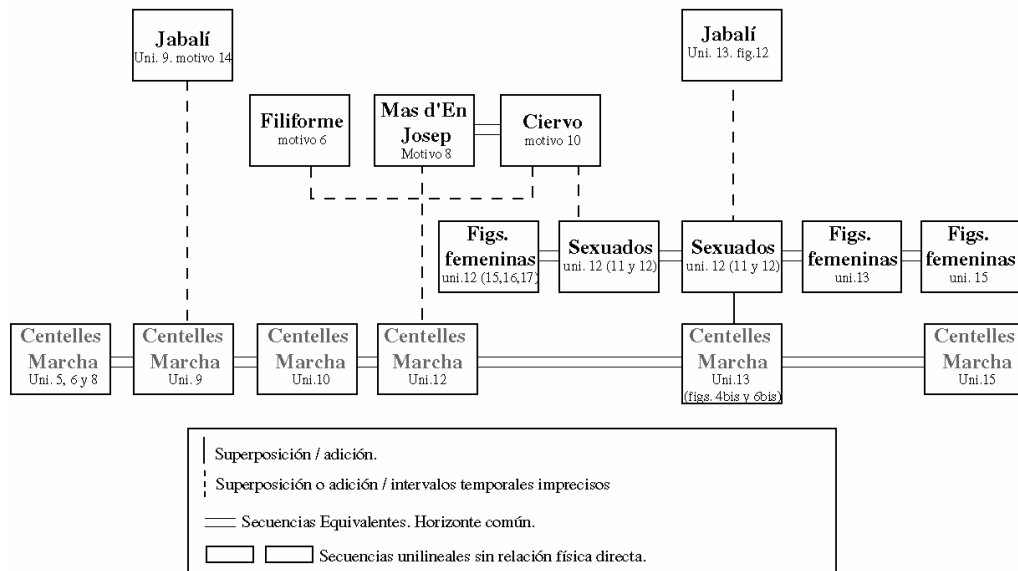 Jabalí
Uni. 9. motivo 14
Jabalí
Uni. 13. fig.12
Filiforme
motivo 6
Mas d'En
Josep
Motivo 8
Ciervo
motivo 10
Figs.
femeninas
uni.12 (15,16,17)
Sexuados
uni. 12 (11 y 12)
Sexuados
uni. 12 (11 y 12)
Figs.
femeninas
uni.13
Figs.
femeninas
uni. 15
Centelles
Marcha
Uni. 5, 6 y 8
Centelles
Marcha
Uni. 9
Centelles
Marcha
Uni.10
Centelles
Marcha
Uni.12
Centelles
Marcha
Uni.13
(figs. 4bis y 6bis)
Centelles
Marcha
Uni.15
Superposición / adición.
Superposición o adición / intervalos temporales imprecisos
Secuencias Equivalentes. Horizonte común.
Secuencias unilineales sin relación física directa.